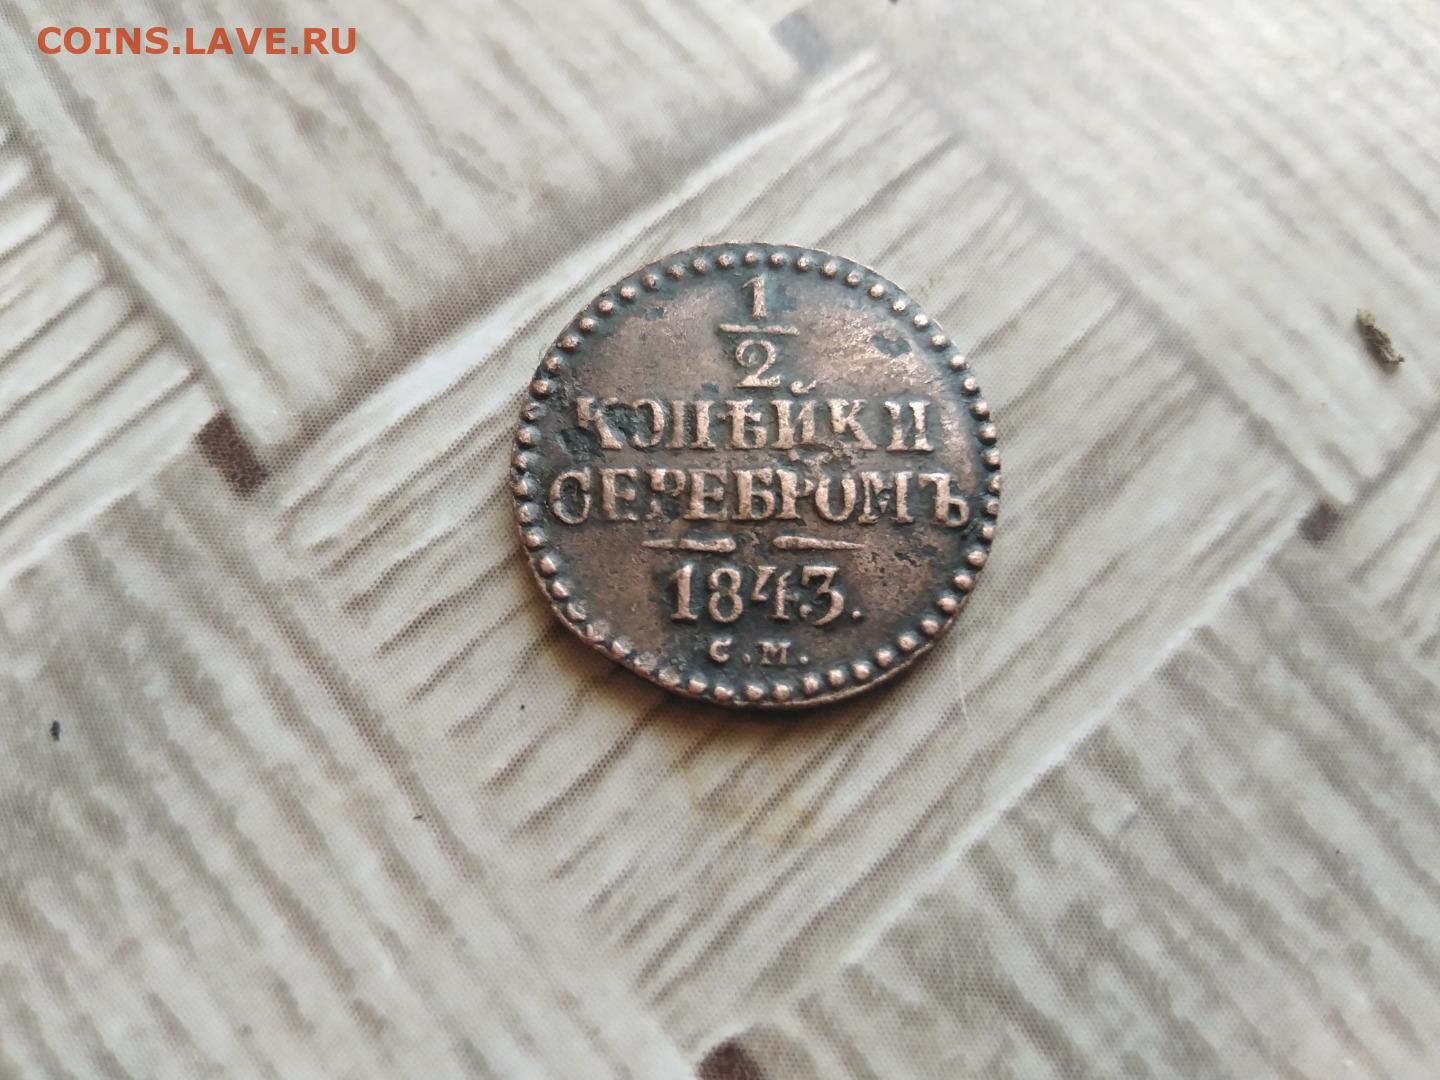 COINS.LAVE.RU
1
2
КОПѢЙКИ
СЕРЕБРОМЪ
1843.
С.М.